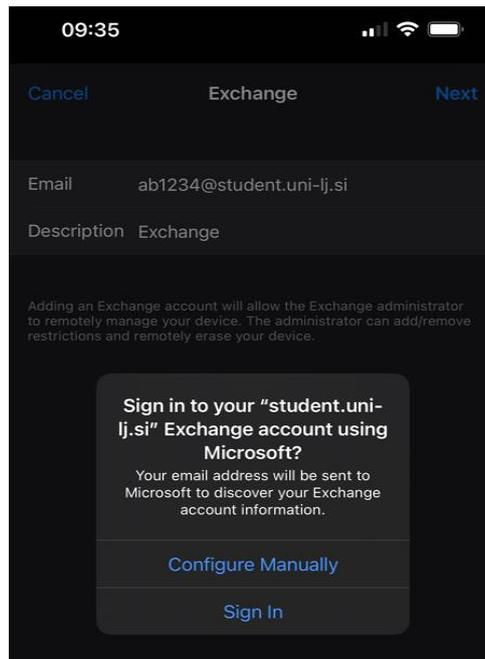 09:35
Cancel Exchange Next
Email ab1234@student.uni-lj.si
Description Exchange
Adding an Exchange account will allow the Exchange administrator
to remotely manage your device. The administrator can add/remove
restrictions and remotely erase your device.
Sign in to your “student.uni-
lj.si” Exchange account using
Microsoft?
Your email address will be sent to
Microsoft to discover your Exchange
account information.
Configure Manually
Sign In